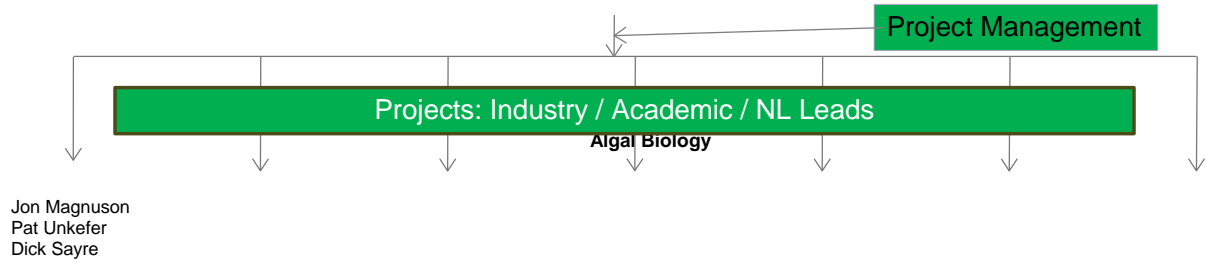 Project Management
Projects: Industry / Academic / NL Leads
Algal Biology
Jon Magnuson
Pat Unkefer
Dick Sayre